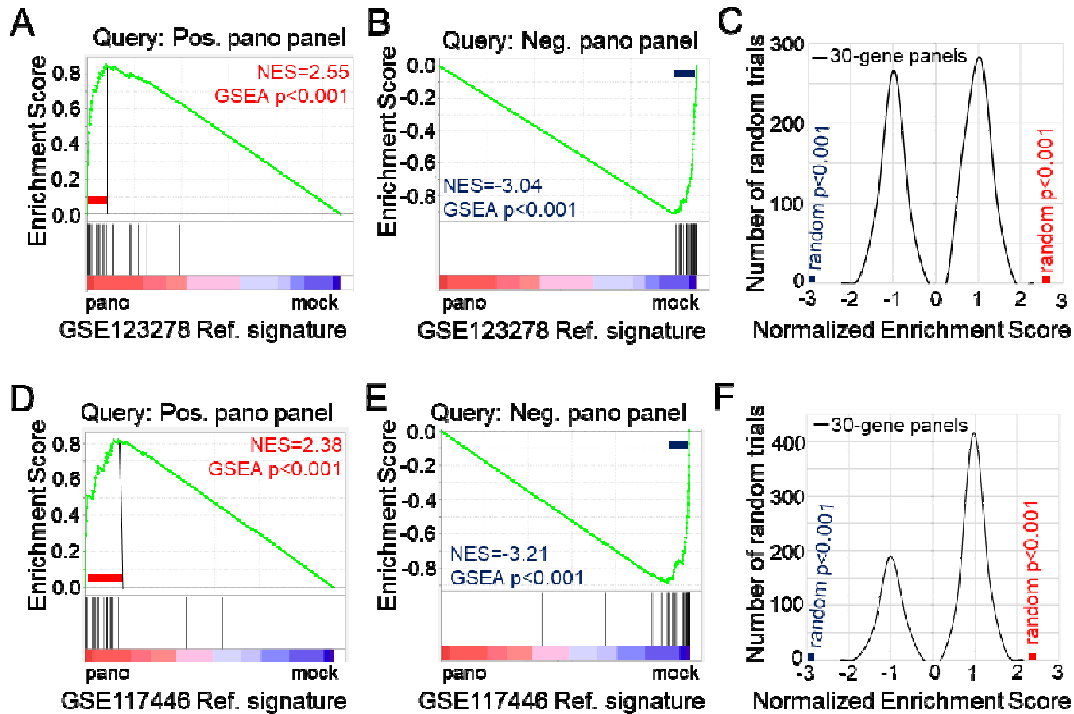 A
Query: Pos. pano panel
Enrichment Score
0.8
0.6
0.4
0.2
0.0
NES=2.55
GSEA p<0.001
pano
mock
GSE123278 Ref. signature
B
Query: Neg. pano panel
Enrichment Score
0.0
-0.2
-0.4
-0.6
-0.8
NES=-3.04
GSEA p<0.001
pano
mock
GSE123278 Ref. signature
C
Number of random trials
300
250
200
150
100
50
0
30-gene panels
random p<0.001
random p<0.001
-3 -2 -1 0 1 2 3
Normalized Enrichment Score
D
Query: Pos. pano panel
Enrichment Score
0.8
0.6
0.4
0.2
0.0
NES=2.38
GSEA p<0.001
pano
mock
GSE117446 Ref. signature
E
Query: Neg. pano panel
Enrichment Score
0.0
-0.2
-0.4
-0.6
-0.8
NES=-3.21
GSEA p<0.001
pano
mock
GSE117446 Ref. signature
F
Number of random trials
400
300
200
100
0
30-gene panels
random p<0.001
random p<0.001
-3 -2 -1 0 1 2 3
Normalized Enrichment Score